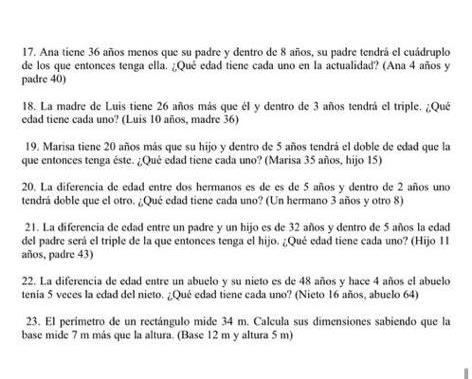 17. Ana tiene 36 años menos que su padre y dentro de 8 años, su padre tendrá el cuádruplo
de los que entonces tenga ella. ¿Qué edad tiene cada uno en la actualidad? (Ana 4 años y
padre 40)
18. La madre de Luis tiene 26 años más que él y dentro de 3 años tendrá el triple. ¿Qué
edad tiene cada uno? (Luis 10 años, madre 36)
19. Marisa tiene 20 años más que su hijo y dentro de 5 años tendrá el doble de edad que la
que entonces tenga éste. ¿Qué edad tiene cada uno? (Marisa 35 años, hijo 15)
20. La diferencia de edad entre dos hermanos es de es de 5 años y dentro de 2 años uno
tendrá doble que el otro. ¿Qué edad tiene cada uno? (Un hermano 3 años y otro 8)
21. La diferencia de edad entre un padre y un hijo es de 32 años y dentro de 5 años la edad
del padre será el triple de la que entonces tenga el hijo. ¿Qué edad tiene cada uno? (Hijo 11
años, padre 43)
22. La diferencia de edad entre un abuelo y su nieto es de 48 años y hace 4 años el abuelo
tenía 5 veces la edad del nieto. ¿Qué edad tiene cada uno? (Nieto 16 años, abuelo 64)
23. El perímetro de un rectángulo mide 34 m. Calcula sus dimensiones sabiendo que la
base mide 7 m más que la altura. (Base 12 m y altura 5 m)